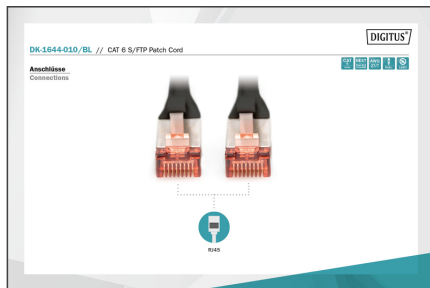 DIGITUS®
DK-1644-010/BL // CAT 6 S/FTP Patch Cord
Anschlüsse
Connections
RJ45